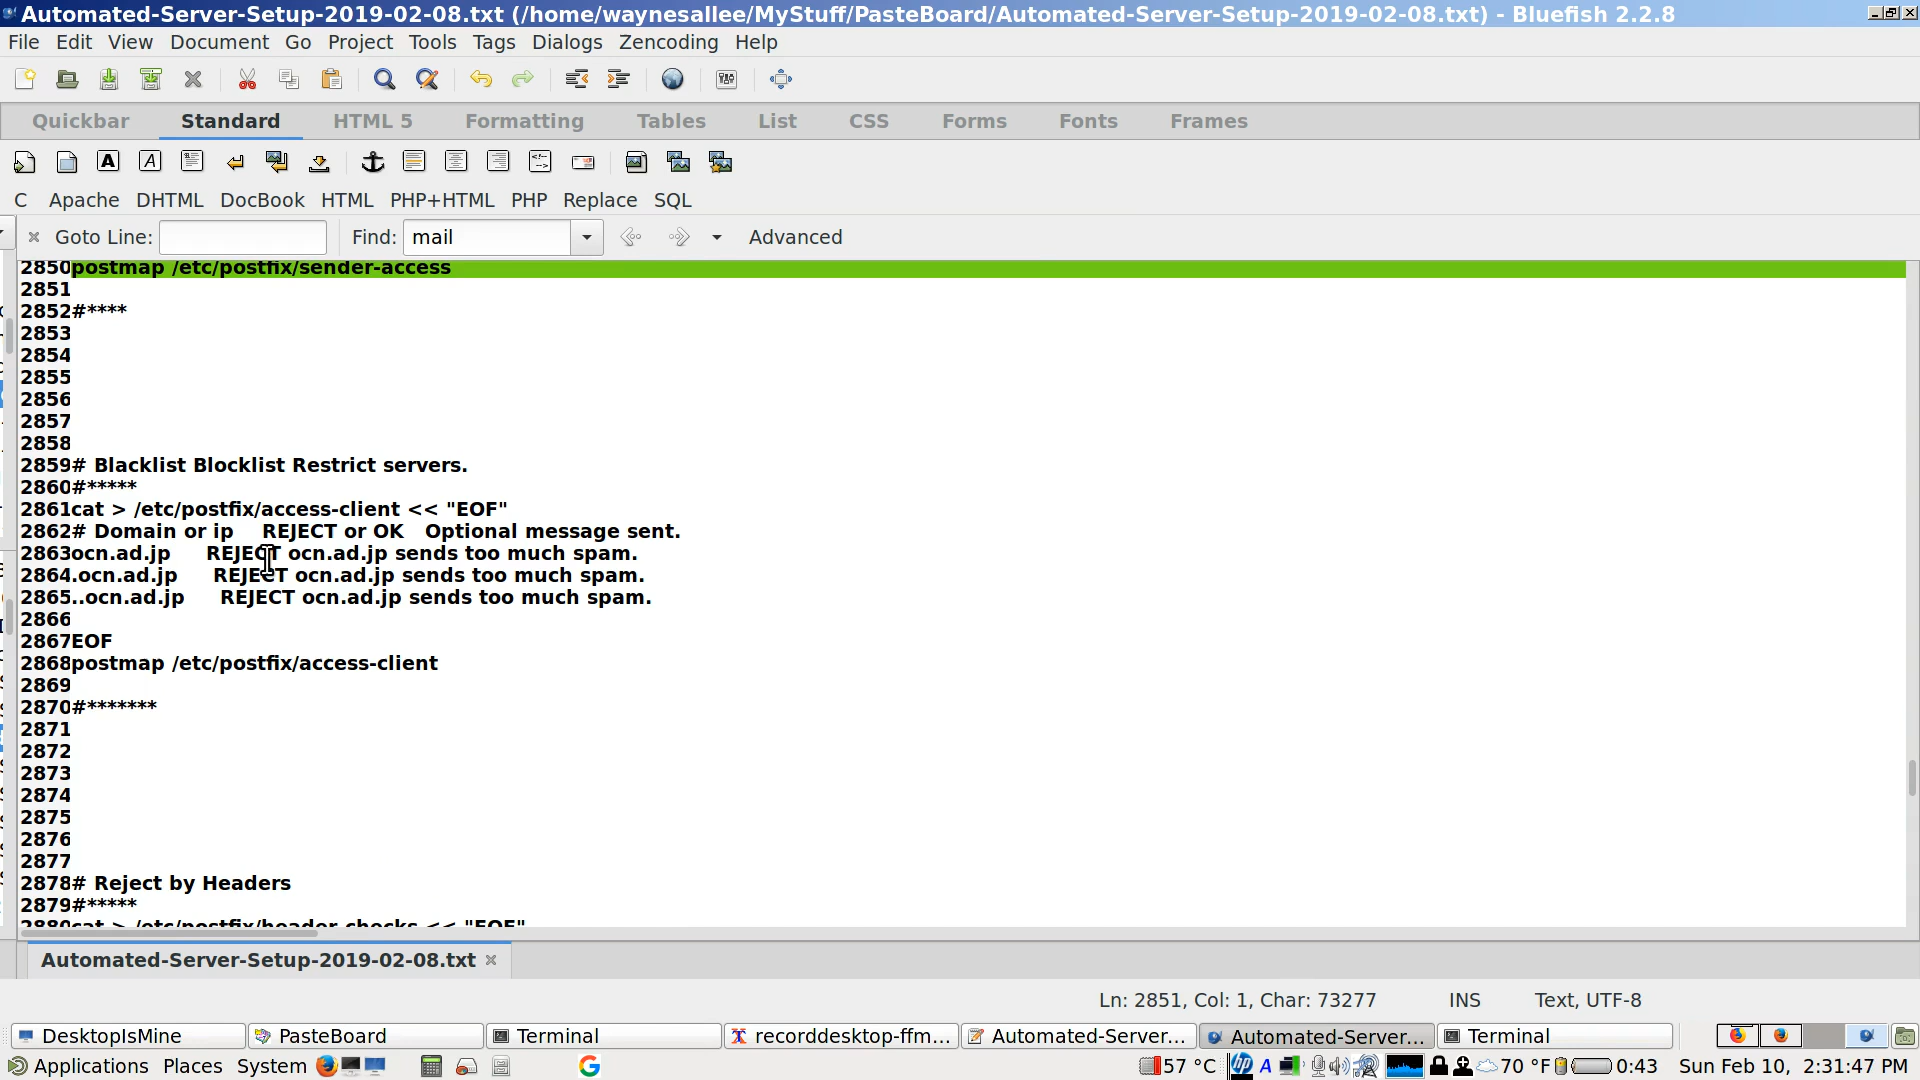 Automated-Server-Setup-2019-02-08.txt (/home/waynesallee/MyStuff/PasteBoard/Automated-Server-Setup-2019-02-08.txt) - Bluefish 2.2.8
File Edit View Document Go Project Tools Tags Dialogs Zencoding Help
Quickbar Standard HTML 5 Formatting Tables List CSS Forms Fonts Frames
C Apache DHTML DocBook HTML PHP+HTML PHP Replace SQL
Goto Line: Find: mail Advanced
2850postmap /etc/postfix/sender-access
2851
2852#****
2853
2854
2855
2856
2857
2858
2859# Blacklist Blocklist Restrict servers.
2860#*****
2861cat > /etc/postfix/access-client << "EOF"
2862# Domain or ip    REJECT or OK   Optional message sent.
2863ocn.ad.jp     REJECT ocn.ad.jp sends too much spam.
2864.ocn.ad.jp     REJECT ocn.ad.jp sends too much spam.
2865..ocn.ad.jp     REJECT ocn.ad.jp sends too much spam.
2866
2867EOF
2868postmap /etc/postfix/access-client
2869
2870#*******
2871
2872
2873
2874
2875
2876
2877
2878# Reject by Headers
2879#*****
2880cat > /etc/postfix/header_checks << "EOF"
Automated-Server-Setup-2019-02-08.txt
Ln: 2851, Col: 1, Char: 73277 INS Text, UTF-8
DesktopIsMine PasteBoard Terminal recorddesktop-ffm... Automated-Server... Automated-Server... Terminal
Applications Places System 57 °C A 70 °F 0:43 Sun Feb 10, 2:31:47 PM